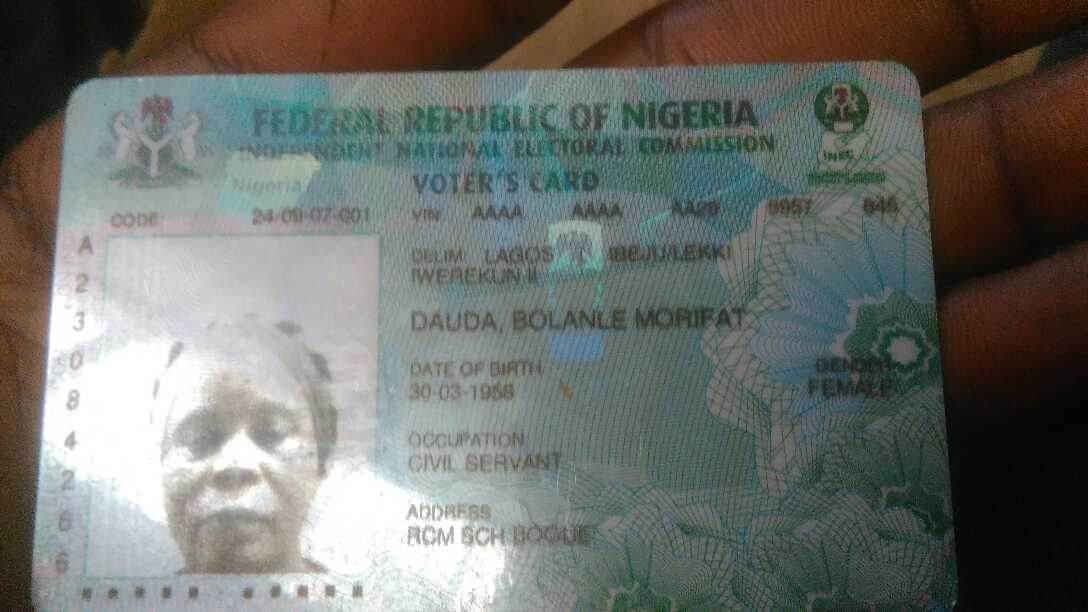 FEDERAL REPUBLIC OF NIGERIA
INDEPENDENT NATIONAL ELECTORAL COMMISSION
INEC
Nigeria
VOTER'S CARD
CODE: 24-09-07-001 VIN: AAAA AAAA AA29 5957 846
DELIM: LAGOS IBEJU/LEKKI
IWEREKUN II
DAUDA, BOLANLE MORIFAT
DATE OF BIRTH
30-03-1958
GENDER
FEMALE
OCCUPATION
CIVIL SERVANT
ADDRESS
RCM SCH BOGIJE
A
2
3
0
8
4
2
6
6